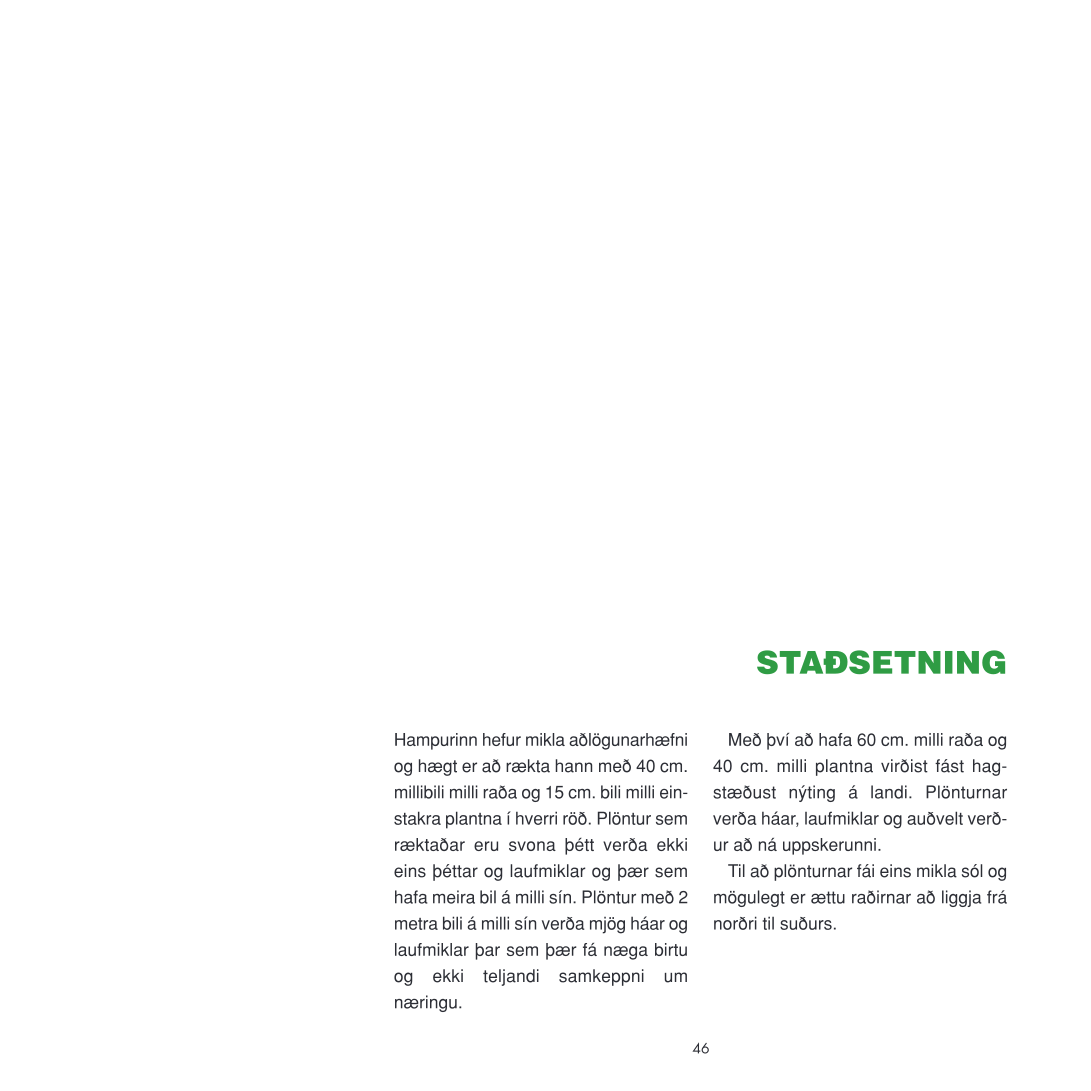 STAÐSETNING
Hampurinn hefur mikla aðlögunarhæfni
og hægt er að rækta hann með 40 cm.
millibili milli raða og 15 cm. bili milli ein-
stakra plantna í hverri röð. Plöntur sem
ræktaðar eru svona þétt verða ekki
eins þéttar og laufmiklar og þær sem
hafa meira bil á milli sín. Plöntur með 2
metra bili á milli sín verða mjög háar og
laufmiklar þar sem þær fá næga birtu
og ekki teljandi samkeppni um
næringu.
Með því að hafa 60 cm. milli raða og
40 cm. milli plantna virðist fást hag-
stæðust nýting á landi. Plönturnar
verða háar, laufmiklar og auðvelt verð-
ur að ná uppskerunni.
Til að plönturnar fái eins mikla sól og
mögulegt er ættu raðirnar að liggja frá
norðri til suðurs.
46